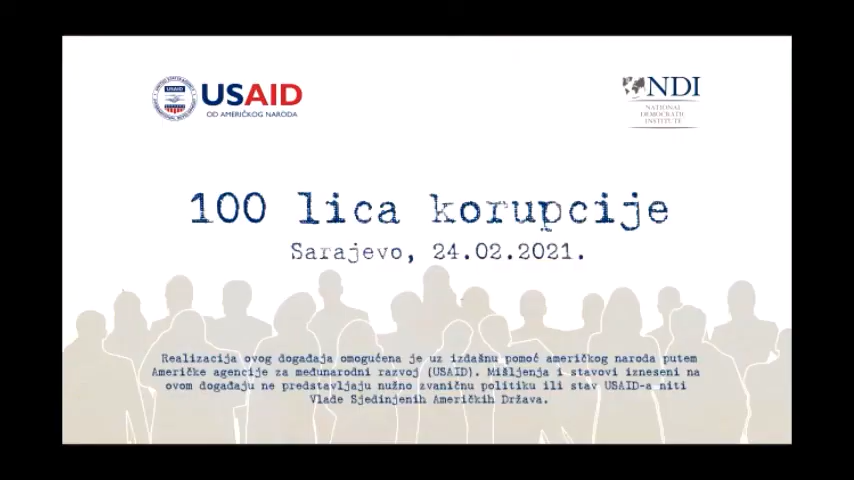 USAID
OD AMERIČKOG NARODA
NDI
NATIONAL
DEMOCRATIC
INSTITUTE
100 lica korupcije
Sarajevo, 24.02.2021.
Realizacija ovog događaja omogućena je uz izdašnu pomoć američkog naroda putem
Američke agencije za međunarodni razvoj (USAID). Mišljenja i stavovi izneseni na
ovom događaju ne predstavljaju nužno zvaničnu politiku ili stav USAID-a niti
Vlade Sjedinjenih Američkih Država.